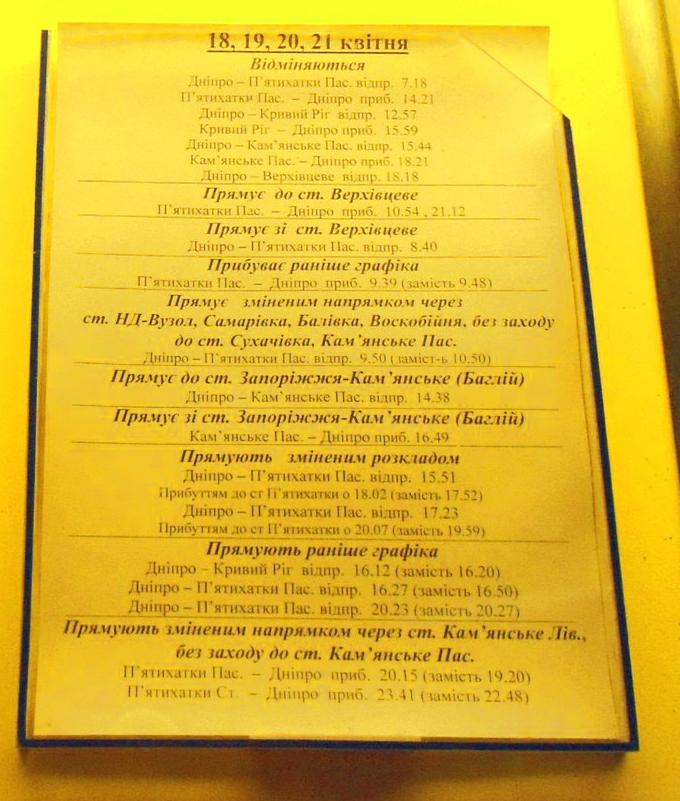 18, 19, 20, 21 квітня
Відміняються
Дніпро – П'ятихатки Пас. відпр. 7.18
П'ятихатки Пас. – Дніпро приб. 14.21
Дніпро – Кривий Ріг відпр. 12.57
Кривий Ріг – Дніпро приб. 15.59
Дніпро – Кам'янське Пас. відпр. 15.44
Кам'янське Пас. – Дніпро приб. 18.21
Дніпро – Верхівцеве відпр. 18.18
Прямує до ст. Верхівцеве
П'ятихатки Пас. – Дніпро приб. 10.54 , 21.12
Прямує зі ст. Верхівцеве
Дніпро – П'ятихатки Пас. відпр. 8.40
Прибуває раніше графіка
П'ятихатки Пас. – Дніпро приб. 9.39 (замість 9.48)
Прямує зміненим напрямком через
ст. НД-Вузол, Самарівка, Балівка, Воскобійня, без заходу
до ст. Сухачівка, Кам'янське Пас.
Дніпро – П'ятихатки Пас. відпр. 9.50 (заміст-ь 10.50)
Прямує до ст. Запоріжжя-Кам'янське (Баглій)
Дніпро – Кам'янське Пас. відпр. 14.38
Прямує зі ст. Запоріжжя-Кам'янське (Баглій)
Кам'янське Пас. – Дніпро приб. 16.49
Прямують зміненим розкладом
Дніпро – П'ятихатки Пас. відпр. 15.51
Прибуттям до ст П'ятихатки о 18.02 (замість 17.52)
Дніпро – П'ятихатки Пас. відпр. 17.23
Прибуттям до ст П'ятихатки о 20.07 (замість 19.59)
Прямують раніше графіка
Дніпро – Кривий Ріг відпр. 16.12 (замість 16.20)
Дніпро – П'ятихатки Пас. відпр. 16.27 (замість 16.50)
Дніпро – П'ятихатки Пас. відпр. 20.23 (замість 20.27)
Прямують зміненим напрямком через ст. Кам'янське Лів.,
без заходу до ст. Кам'янське Пас.
П'ятихатки Пас. – Дніпро приб. 20.15 (замість 19.20)
П'ятихатки Ст. – Дніпро приб. 23.41 (замість 22.48)